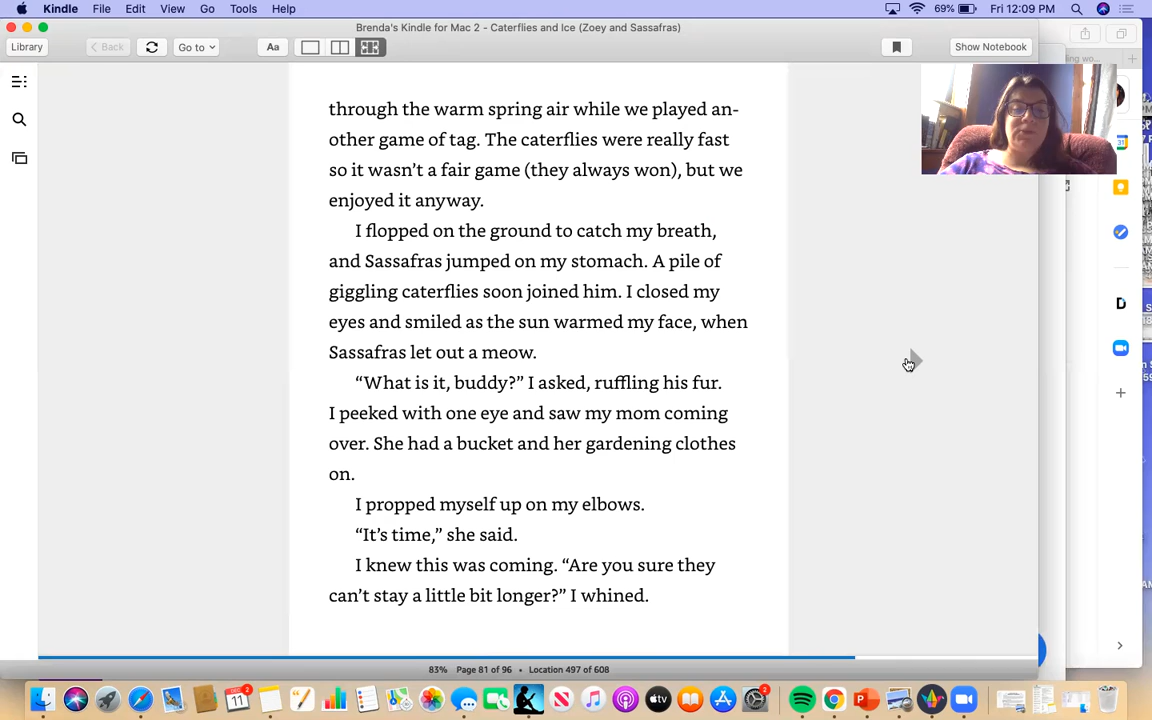 Kindle File Edit View Go Tools Help 69% Fri 12:09 PM
Brenda's Kindle for Mac 2 - Caterflies and Ice (Zoey and Sassafras)
Library Back Go to Aa Show Notebook
through the warm spring air while we played an-
other game of tag. The caterflies were really fast
so it wasn't a fair game (they always won), but we
enjoyed it anyway.
I flopped on the ground to catch my breath,
and Sassafras jumped on my stomach. A pile of
giggling caterflies soon joined him. I closed my
eyes and smiled as the sun warmed my face, when
Sassafras let out a meow.
“What is it, buddy?” I asked, ruffling his fur.
I peeked with one eye and saw my mom coming
over. She had a bucket and her gardening clothes
on.
I propped myself up on my elbows.
“It's time,” she said.
I knew this was coming. “Are you sure they
can't stay a little bit longer?” I whined.
83% Page 81 of 96 • Location 497 of 608